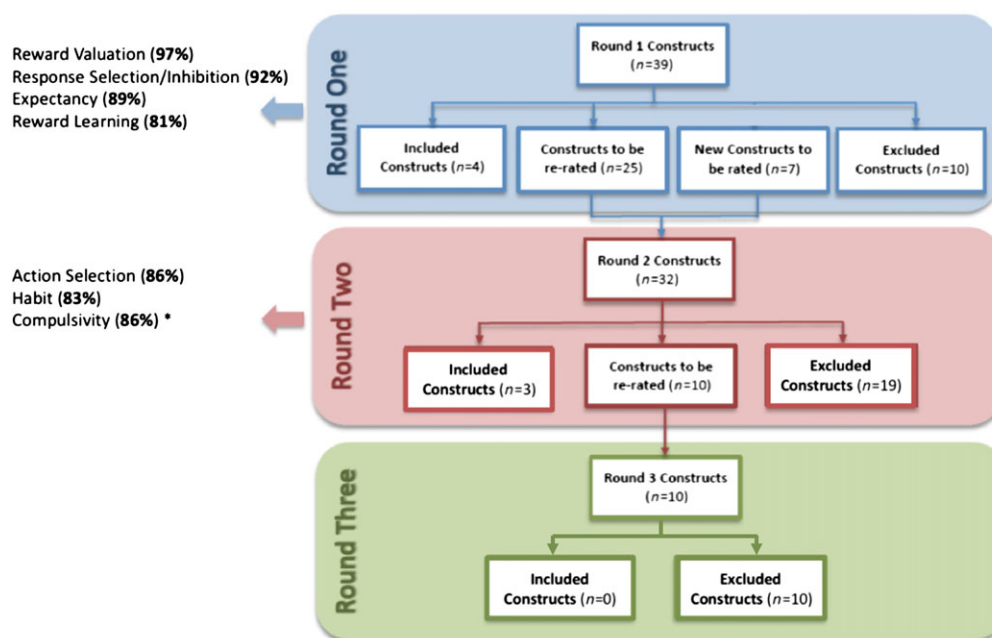 Reward Valuation (97%)
Response Selection/Inhibition (92%)
Expectancy (89%)
Reward Learning (81%)
Round One
Round 1 Constructs
(n=39)
Included
Constructs (n=4)
Constructs to be
re-rated (n=25)
New Constructs to
be rated (n=7)
Excluded
Constructs (n=10)
Action Selection (86%)
Habit (83%)
Compulsivity (86%) *
Round Two
Round 2 Constructs
(n=32)
Included
Constructs (n=3)
Constructs to be
re-rated (n=10)
Excluded
Constructs (n=19)
Round Three
Round 3 Constructs
(n=10)
Included
Constructs (n=0)
Excluded
Constructs (n=10)